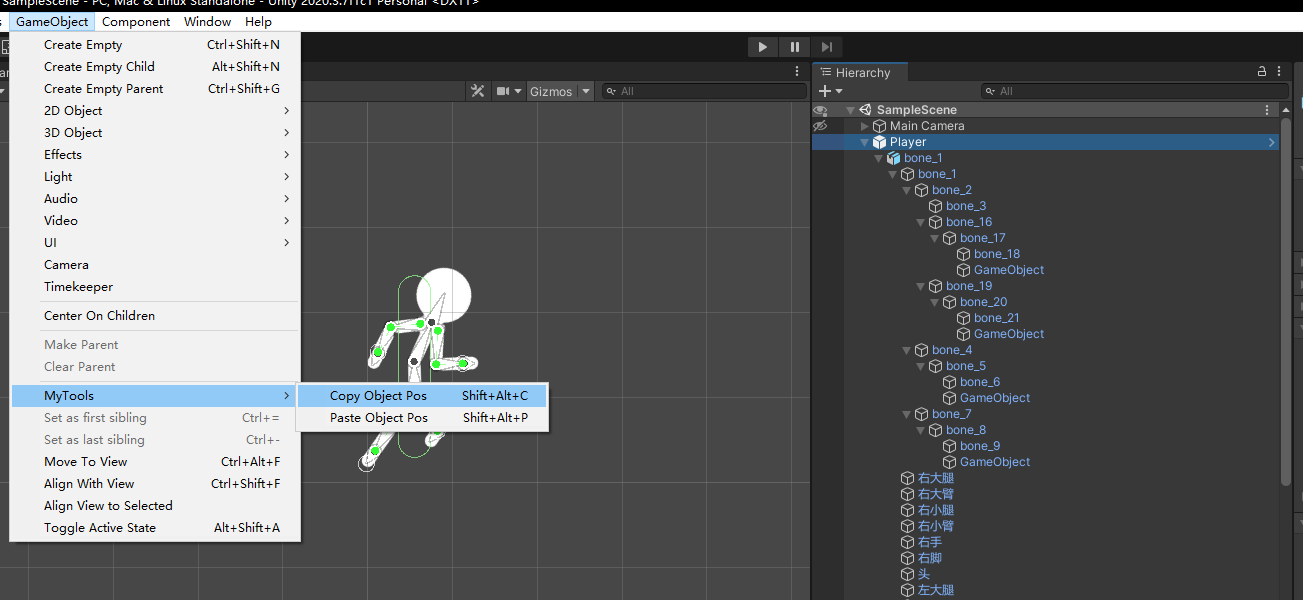 SampleScene - PC, Mac & Linux Standalone - Unity 2020.3.7f1c1 Personal <DX11>
GameObject Component Window Help
Create Empty Ctrl+Shift+N
Create Empty Child Alt+Shift+N
Create Empty Parent Ctrl+Shift+G
2D Object
3D Object
Effects
Light
Audio
Video
UI
Camera
Timekeeper
Center On Children
Make Parent
Clear Parent
MyTools
Set as first sibling Ctrl+=
Set as last sibling Ctrl+-
Move To View Ctrl+Alt+F
Align With View Ctrl+Shift+F
Align View to Selected
Toggle Active State Alt+Shift+A
Copy Object Pos Shift+Alt+C
Paste Object Pos Shift+Alt+P
Gizmos All
Hierarchy
All
SampleScene
Main Camera
Player
bone_1
bone_1
bone_2
bone_3
bone_16
bone_17
bone_18
GameObject
bone_19
bone_20
bone_21
GameObject
bone_4
bone_5
bone_6
GameObject
bone_7
bone_8
bone_9
GameObject
右大腿
右大臂
右小腿
右小臂
右手
右脚
头
左大腿